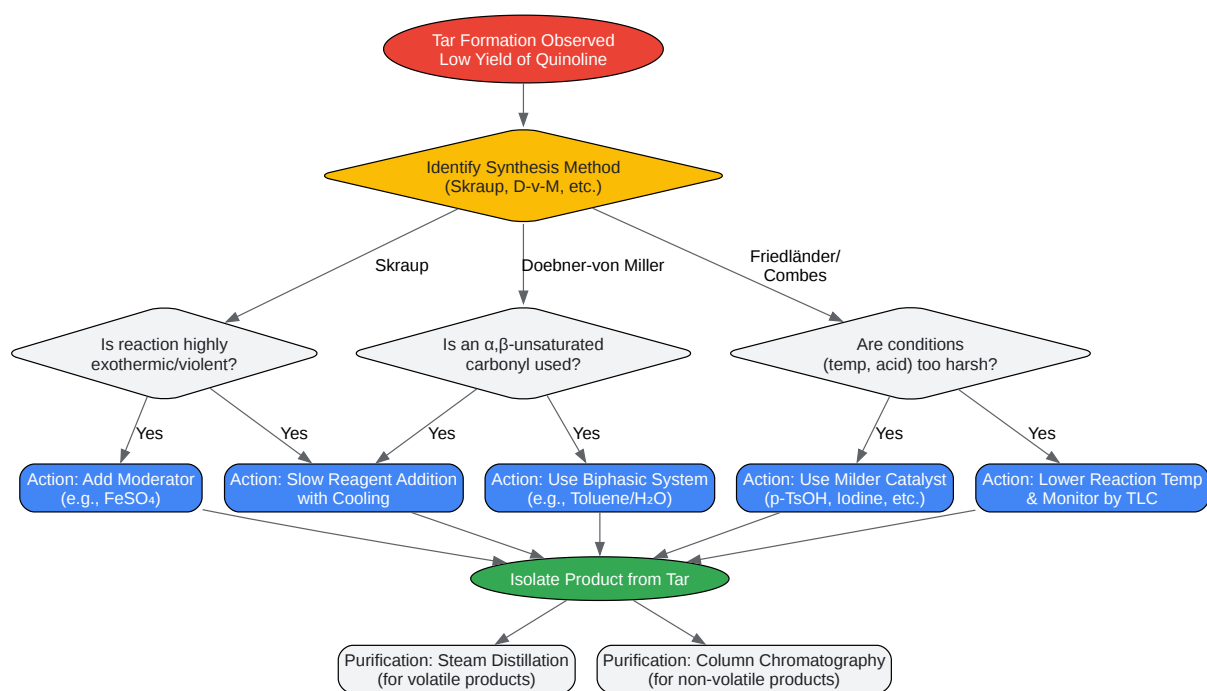 Tar Formation Observed
Low Yield of Quinoline
Identify Synthesis Method
(Skraup, D-v-M, etc.)
Skraup
Doebner-von Miller
Friedländer/
Combes
Is reaction highly
exothermic/violent?
Is an α,β-unsaturated
carbonyl used?
Are conditions
(temp, acid) too harsh?
Yes
Yes
Yes
Yes
Yes
Yes
Action: Add Moderator
(e.g., FeSO₄)
Action: Slow Reagent Addition
with Cooling
Action: Use Biphasic System
(e.g., Toluene/H₂O)
Action: Use Milder Catalyst
(p-TsOH, Iodine, etc.)
Action: Lower Reaction Temp
& Monitor by TLC
Isolate Product from Tar
Purification: Steam Distillation
(for volatile products)
Purification: Column Chromatography
(for non-volatile products)